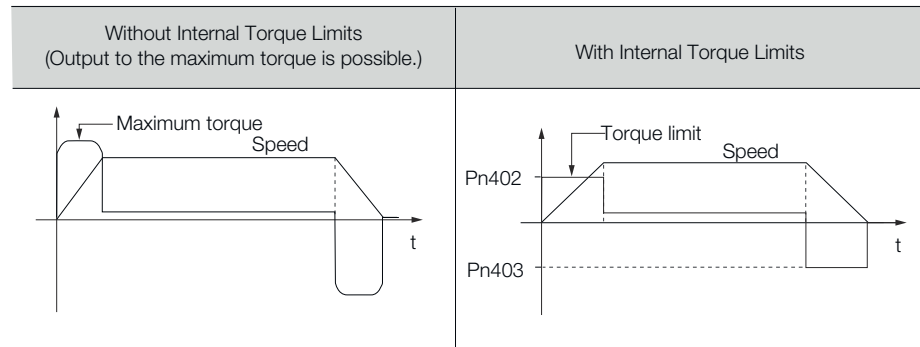 Without Internal Torque Limits
(Output to the maximum torque is possible.)
With Internal Torque Limits
Maximum torque
Speed
t
Torque limit
Speed
Pn402
t
Pn403